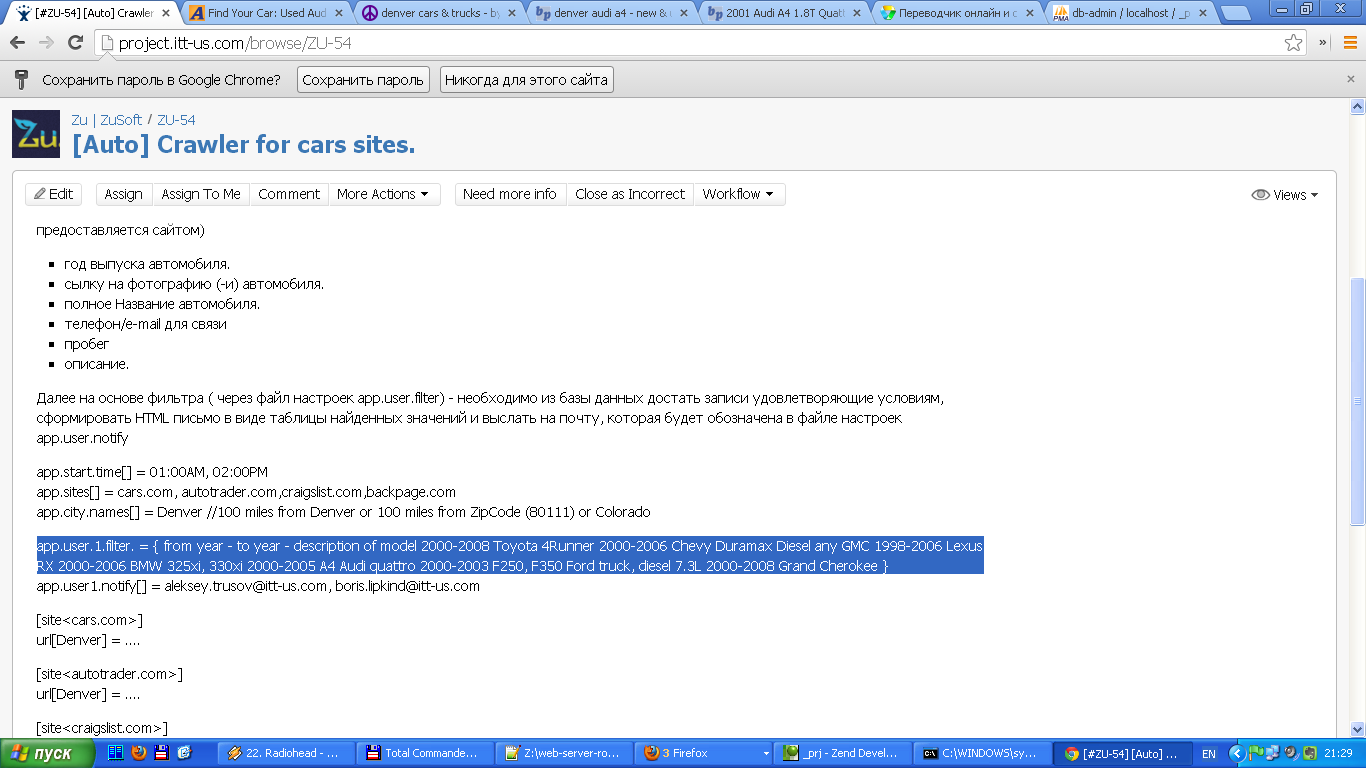 [#ZU-54] [Auto] Crawler
Find Your Car: Used Aud
denver cars & trucks - by
denver audi a4 - new &
2001 Audi A4 1.8T Quatt
Переводчик онлайн и с
db-admin / localhost / _p
project.itt-us.com/browse/ZU-54
»
Сохранить пароль в Google Chrome? Сохранить пароль Никогда для этого сайта
Zu
Zu | ZuSoft / ZU-54
[Auto] Crawler for cars sites.
Edit Assign Assign To Me Comment More Actions Need more info Close as Incorrect Workflow Views
предоставляется сайтом)
год выпуска автомобиля.
сылку на фотографию (-и) автомобиля.
полное Название автомобиля.
телефон/e-mail для связи
пробег
описание.
Далее на основе фильтра ( через файл настроек app.user.filter) - необходимо из базы данных достать записи удовлетворяющие условиям,
сформировать HTML письмо в виде таблицы найденных значений и выслать на почту, которая будет обозначена в файле настроек
app.user.notify
app.start.time[] = 01:00AM, 02:00PM
app.sites[] = cars.com, autotrader.com,craigslist.com,backpage.com
app.city.names[] = Denver //100 miles from Denver or 100 miles from ZipCode (80111) or Colorado
app.user.1.filter. = { from year - to year - description of model 2000-2008 Toyota 4Runner 2000-2006 Chevy Duramax Diesel any GMC 1998-2006 Lexus
RX 2000-2006 BMW 325xi, 330xi 2000-2005 A4 Audi quattro 2000-2003 F250, F350 Ford truck, diesel 7.3L 2000-2008 Grand Cherokee }
app.user1.notify[] = aleksey.trusov@itt-us.com, boris.lipkind@itt-us.com
[site<cars.com>]
url[Denver] = ....
[site<autotrader.com>]
url[Denver] = ....
[site<craigslist.com>]
пуск
22. Radiohead - ...
Total Commande...
Z:\web-server-ro...
3 Firefox
_prj - Zend Devel...
C:\WINDOWS\sy...
[#ZU-54] [Auto] ...
EN
21:29